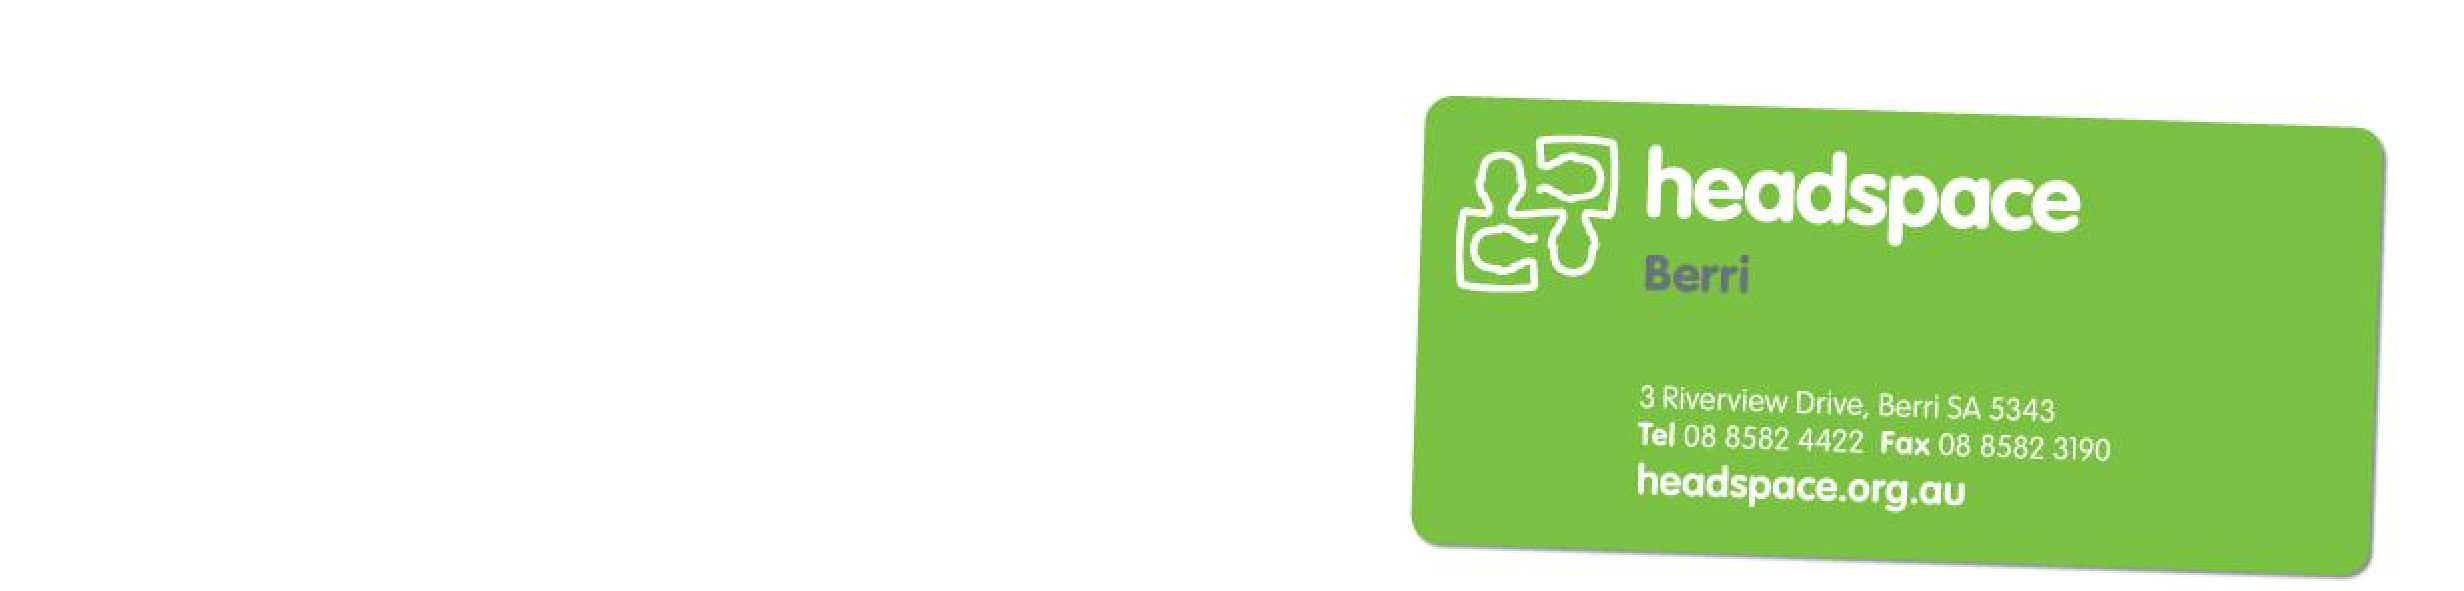 headspace
Berri
3 Riverview Drive, Berri SA 5343
Tel 08 8582 4422 Fax 08 8582 3190
headspace.org.au